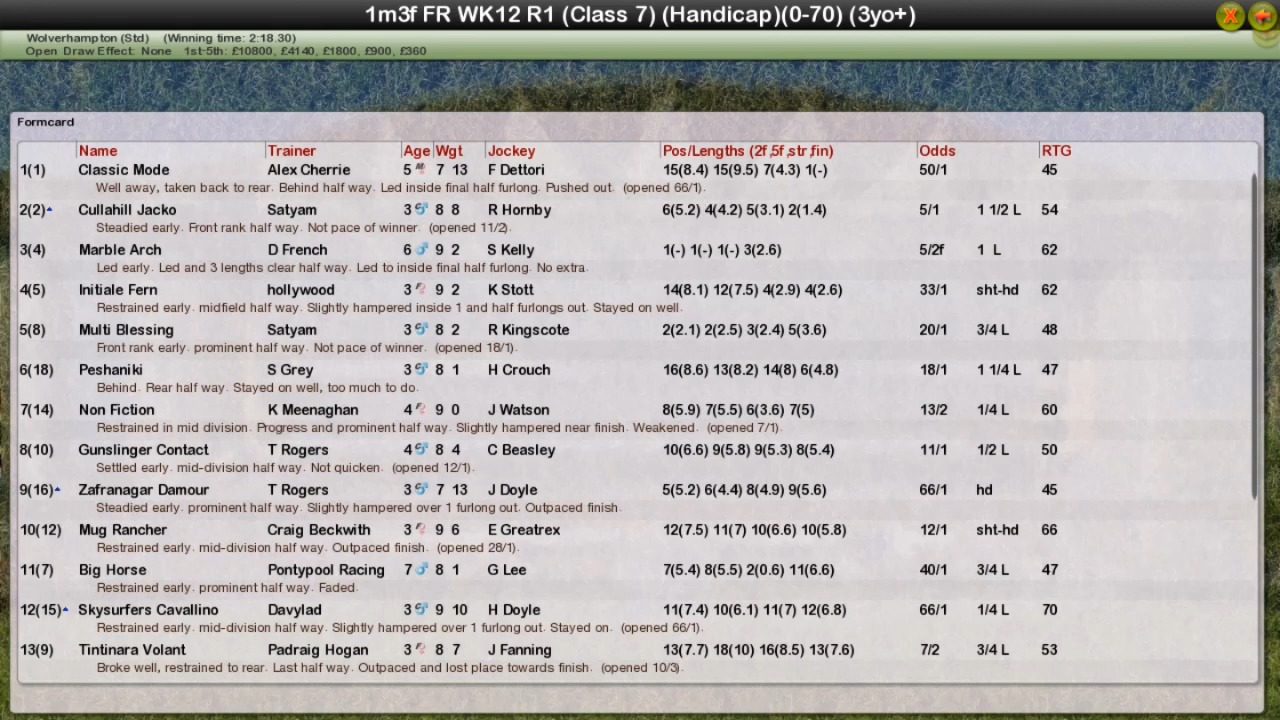 1m3f FR WK12 R1 (Class 7) (Handicap)(0-70) (3yo+)
Wolverhampton (Std) (Winning time: 2:18.30)
Open Draw Effect: None 1st-5th: £10800, £4140, £1800, £900, £360
Formcard
Name Trainer Age Wgt Jockey Pos/Lengths (2f,5f,str,fin) Odds RTG
1(1) Classic Mode Alex Cherrie 5 7 13 F Dettori 15(8.4) 15(9.5) 7(4.3) 1(-) 50/1 45
Well away, taken back to rear. Behind half way. Led inside final half furlong. Pushed out. (opened 66/1).
2(2) Cullahill Jacko Satyam 3 8 8 R Hornby 6(5.2) 4(4.2) 5(3.1) 2(1.4) 5/1 1 1/2 L 54
Steadied early. Front rank half way. Not pace of winner. (opened 11/2).
3(4) Marble Arch D French 6 9 2 S Kelly 1(-) 1(-) 1(-) 3(2.6) 5/2f 1 L 62
Led early. Led and 3 lengths clear half way. Led to inside final half furlong. No extra.
4(5) Initiale Fern hollywood 3 9 2 K Stott 14(8.1) 12(7.5) 4(2.9) 4(2.6) 33/1 sht-hd 62
Restrained early. midfield half way. Slightly hampered inside 1 and half furlongs out. Stayed on well.
5(8) Multi Blessing Satyam 3 8 2 R Kingscote 2(2.1) 2(2.5) 3(2.4) 5(3.6) 20/1 3/4 L 48
Front rank early. prominent half way. Not pace of winner. (opened 18/1).
6(18) Peshaniki S Grey 3 8 1 H Crouch 16(8.6) 13(8.2) 14(8) 6(4.8) 18/1 1 1/4 L 47
Behind. Rear half way. Stayed on well, too much to do.
7(14) Non Fiction K Meenaghan 4 9 0 J Watson 8(5.9) 7(5.5) 6(3.6) 7(5) 13/2 1/4 L 60
Restrained in mid division. Progress and prominent half way. Slightly hampered near finish. Weakened. (opened 7/1).
8(10) Gunslinger Contact T Rogers 4 8 4 C Beasley 10(6.6) 9(5.8) 9(5.3) 8(5.4) 11/1 1/2 L 50
Settled early. mid-division half way. Not quicken. (opened 12/1).
9(16) Zafranagar Damour T Rogers 3 7 13 J Doyle 5(5.2) 6(4.4) 8(4.9) 9(5.6) 66/1 hd 45
Steadied early. prominent half way. Slightly hampered over 1 furlong out. Outpaced finish.
10(12) Mug Rancher Craig Beckwith 3 9 6 E Greatrex 12(7.5) 11(7) 10(6.6) 10(5.8) 12/1 sht-hd 66
Restrained early. mid-division half way. Outpaced finish. (opened 28/1).
11(7) Big Horse Pontypool Racing 7 8 1 G Lee 7(5.4) 8(5.5) 2(0.6) 11(6.6) 40/1 3/4 L 47
Restrained early. prominent half way. Faded.
12(15) Skysurfers Cavallino Davylad 3 9 10 H Doyle 11(7.4) 10(6.1) 11(7) 12(6.8) 66/1 1/4 L 70
Restrained early. mid-division half way. Slightly hampered over 1 furlong out. Stayed on. (opened 66/1).
13(9) Tintinara Volant Padraig Hogan 3 8 7 J Fanning 13(7.7) 18(10) 16(8.5) 13(7.6) 7/2 3/4 L 53
Broke well, restrained to rear. Last half way. Outpaced and lost place towards finish. (opened 10/3).